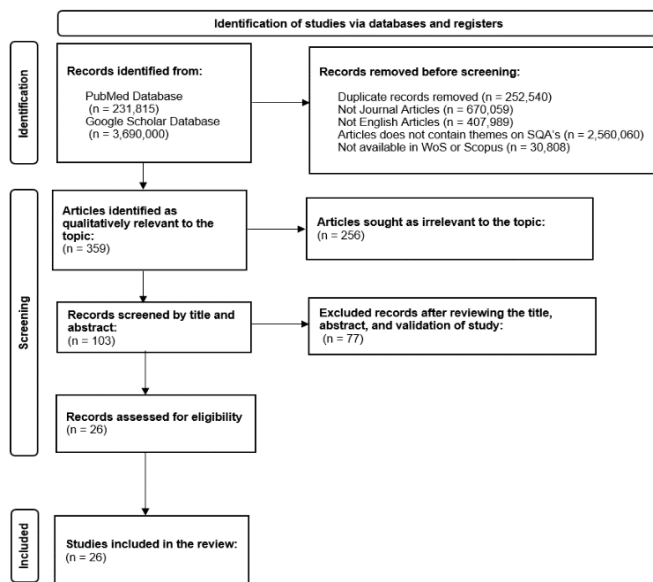 Identification of studies via databases and registers
Identification
Records identified from:
PubMed Database
(n = 231,815)
Google Scholar Database
(n = 3,690,000)
Records removed before screening:
Duplicate records removed (n = 252,540)
Not Journal Articles (n = 670,059)
Not English Articles (n = 407,989)
Articles does not contain themes on SQA's (n = 2,560,060)
Not available in WoS or Scopus (n = 30,808)
Screening
Articles identified as
qualitatively relevant to the
topic:
(n = 359)
Articles sought as irrelevant to the topic:
(n = 256)
Records screened by title and
abstract:
(n = 103)
Excluded records after reviewing the title,
abstract, and validation of study:
(n = 77)
Records assessed for eligibility
(n = 26)
Included
Studies included in the review:
(n = 26)